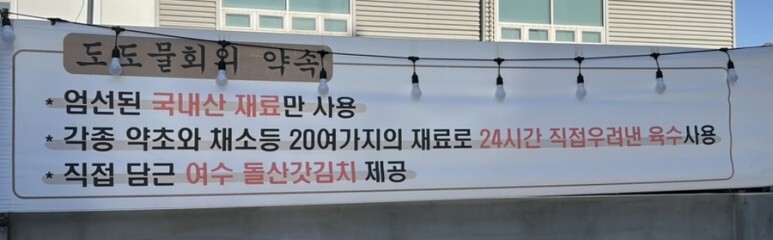 도도물회의 약속
* 엄선된 국내산 재료만 사용
* 각종 약초와 채소등 20여가지의 재료로 24시간 직접우려낸 육수사용
* 직접 담근 여수 돌산갓김치 제공